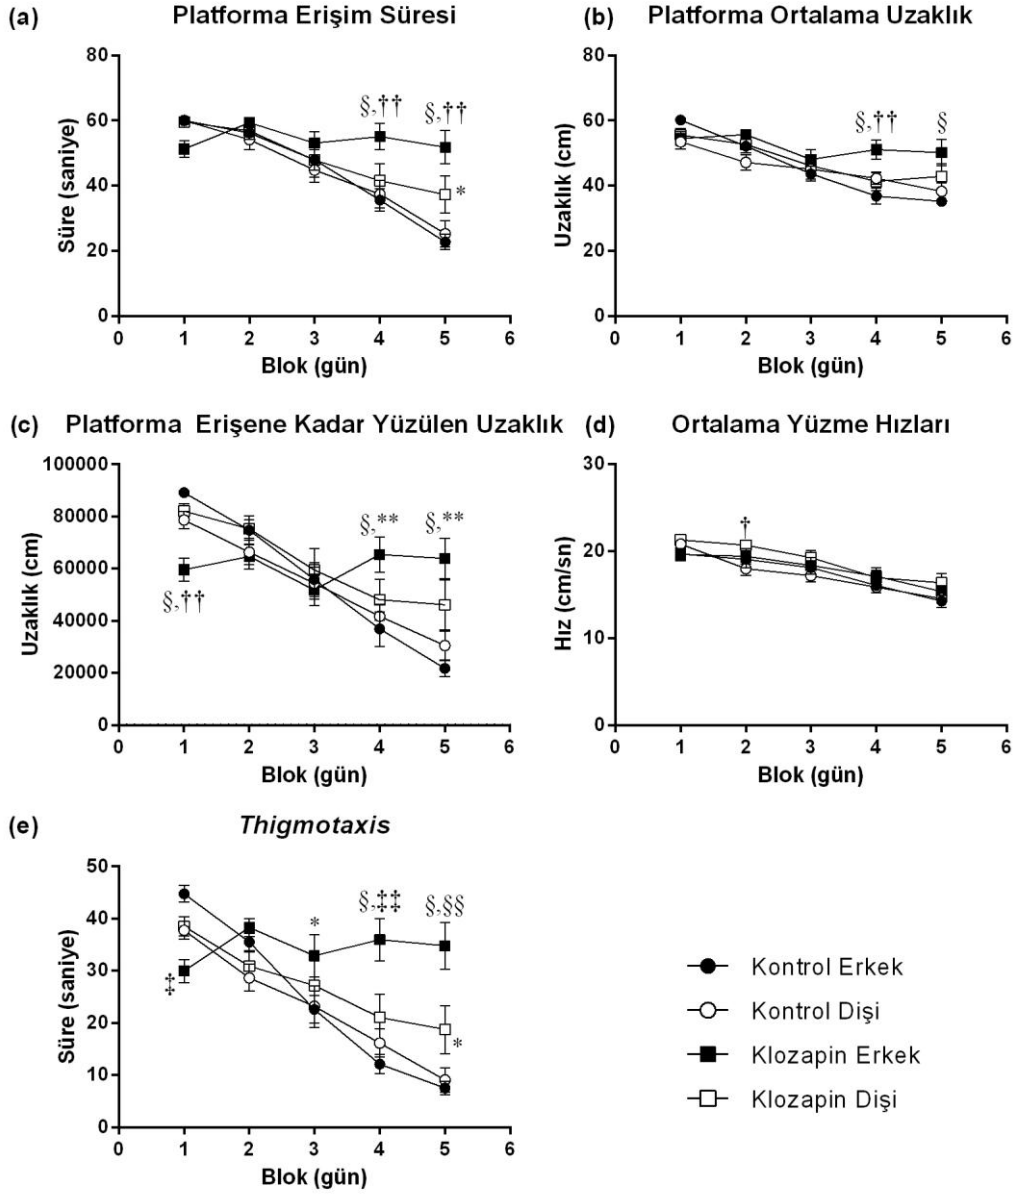 (a) Platforma Erişim Süresi
Süre (saniye)
80
60
40
20
0
§,††
§,††
*
0 1 2 3 4 5 6
Blok (gün)
(b) Platforma Ortalama Uzaklık
Uzaklık (cm)
80
60
40
20
0
§,††
§
0 1 2 3 4 5 6
Blok (gün)
(c) Platforma Erişene Kadar Yüzülen Uzaklık
Uzaklık (cm)
100000
80000
60000
40000
20000
0
§,††
§,**
§,**
0 1 2 3 4 5 6
Blok (gün)
(d) Ortalama Yüzme Hızları
Hız (cm/sn)
30
20
10
0
†
0 1 2 3 4 5 6
Blok (gün)
(e) Thigmotaxis
Süre (saniye)
50
40
30
20
10
0
‡
*
§,‡‡
§,§§
*
0 1 2 3 4 5 6
Blok (gün)
Kontrol Erkek
Kontrol Dişi
Klozapin Erkek
Klozapin Dişi